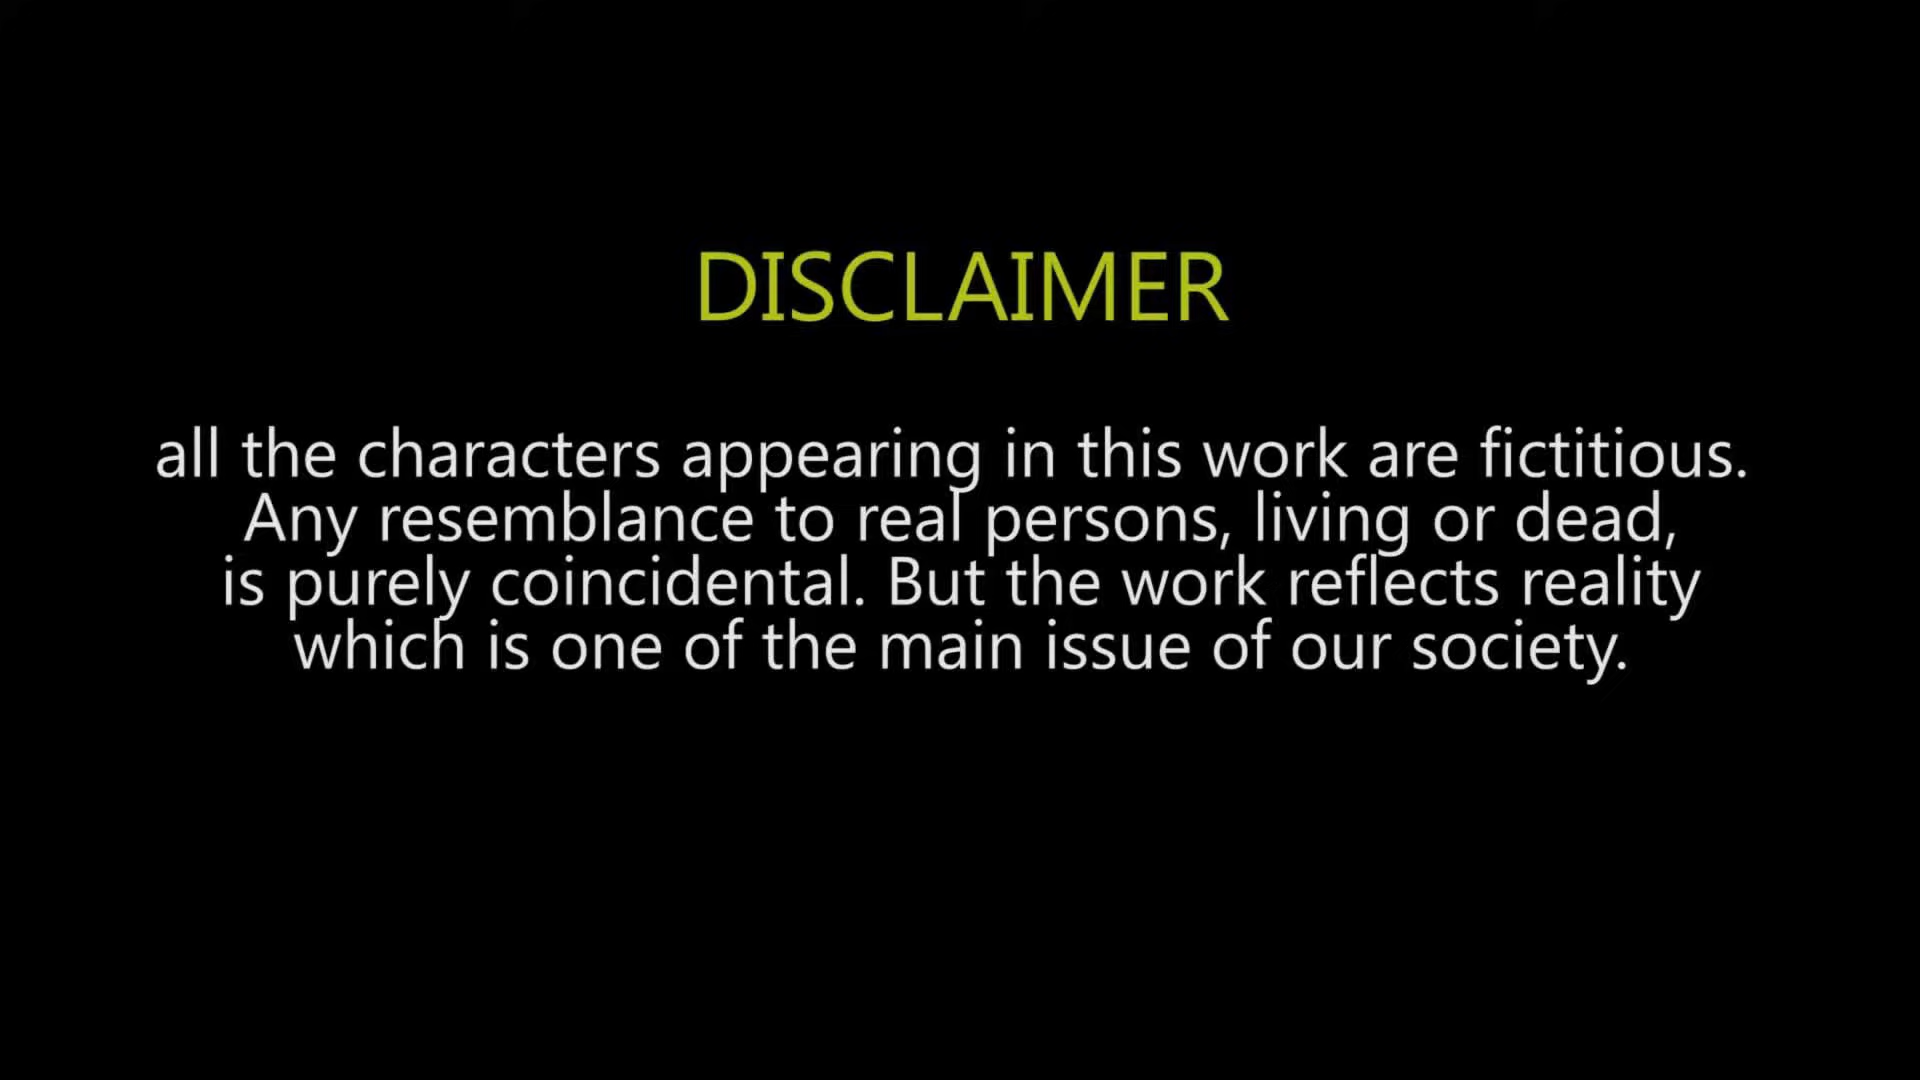 DISCLAIMER
all the characters appearing in this work are fictitious.
Any resemblance to real persons, living or dead,
is purely coincidental. But the work reflects reality
which is one of the main issue of our society.